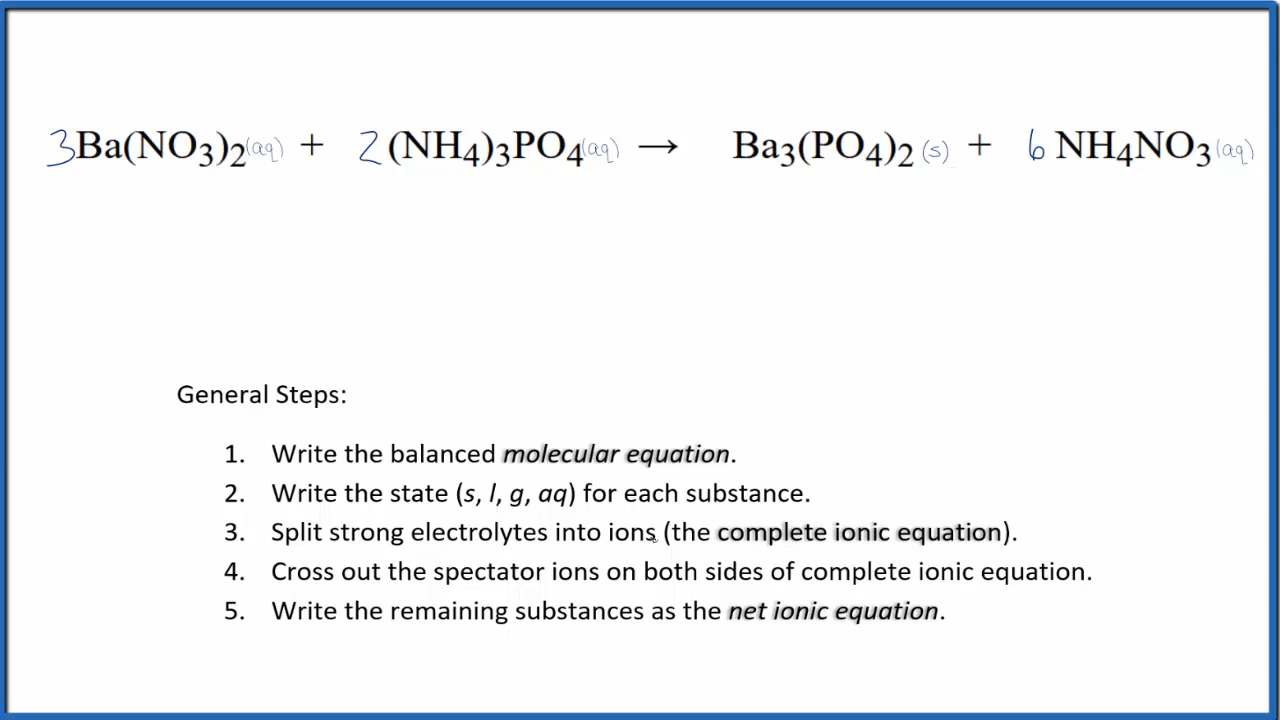 3Ba(NO3)2(aq) + 2(NH4)3PO4(aq) → Ba3(PO4)2(s) + 6 NH4NO3(aq)
General Steps:
1. Write the balanced molecular equation.
2. Write the state (s, l, g, aq) for each substance.
3. Split strong electrolytes into ions (the complete ionic equation).
4. Cross out the spectator ions on both sides of complete ionic equation.
5. Write the remaining substances as the net ionic equation.